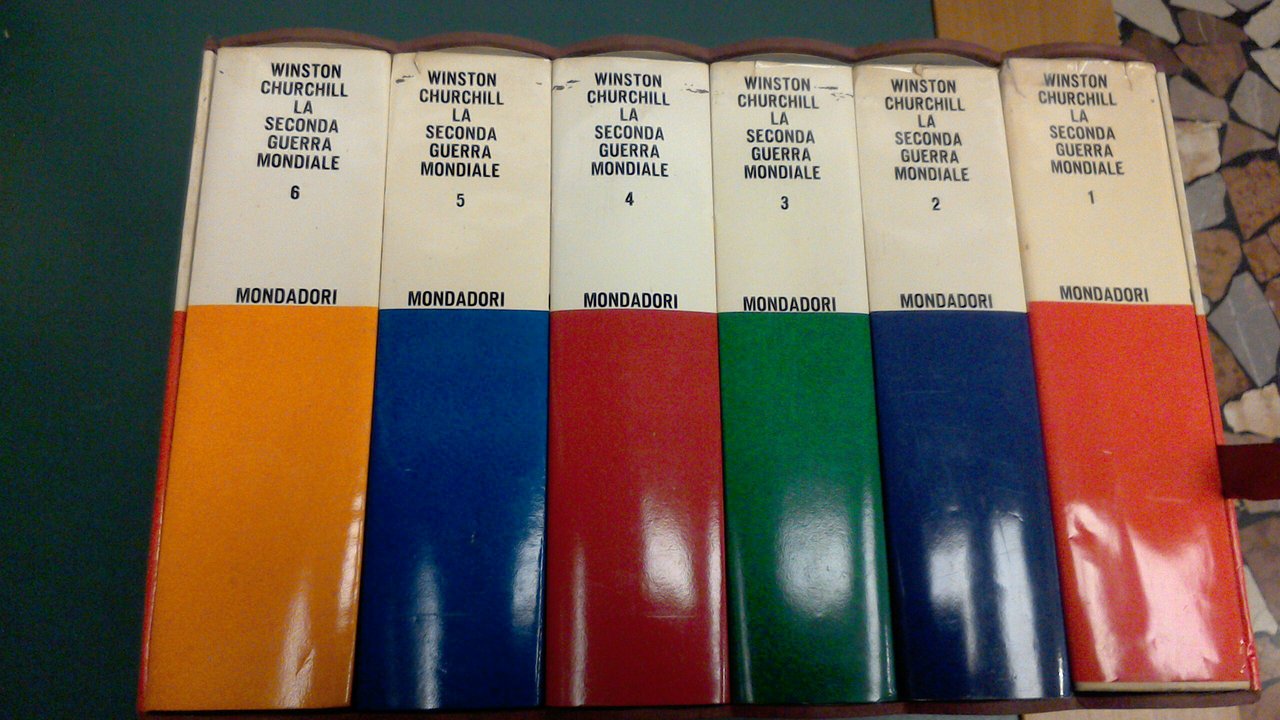 WINSTON
CHURCHILL
LA
SECONDA
GUERRA
MONDIALE
6
MONDADORI
WINSTON
CHURCHILL
LA
SECONDA
GUERRA
MONDIALE
5
MONDADORI
WINSTON
CHURCHILL
LA
SECONDA
GUERRA
MONDIALE
4
MONDADORI
WINSTON
CHURCHILL
LA
SECONDA
GUERRA
MONDIALE
3
MONDADORI
WINSTON
CHURCHILL
LA
SECONDA
GUERRA
MONDIALE
2
MONDADORI
WINSTON
CHURCHILL
LA
SECONDA
GUERRA
MONDIALE
1
MONDADORI